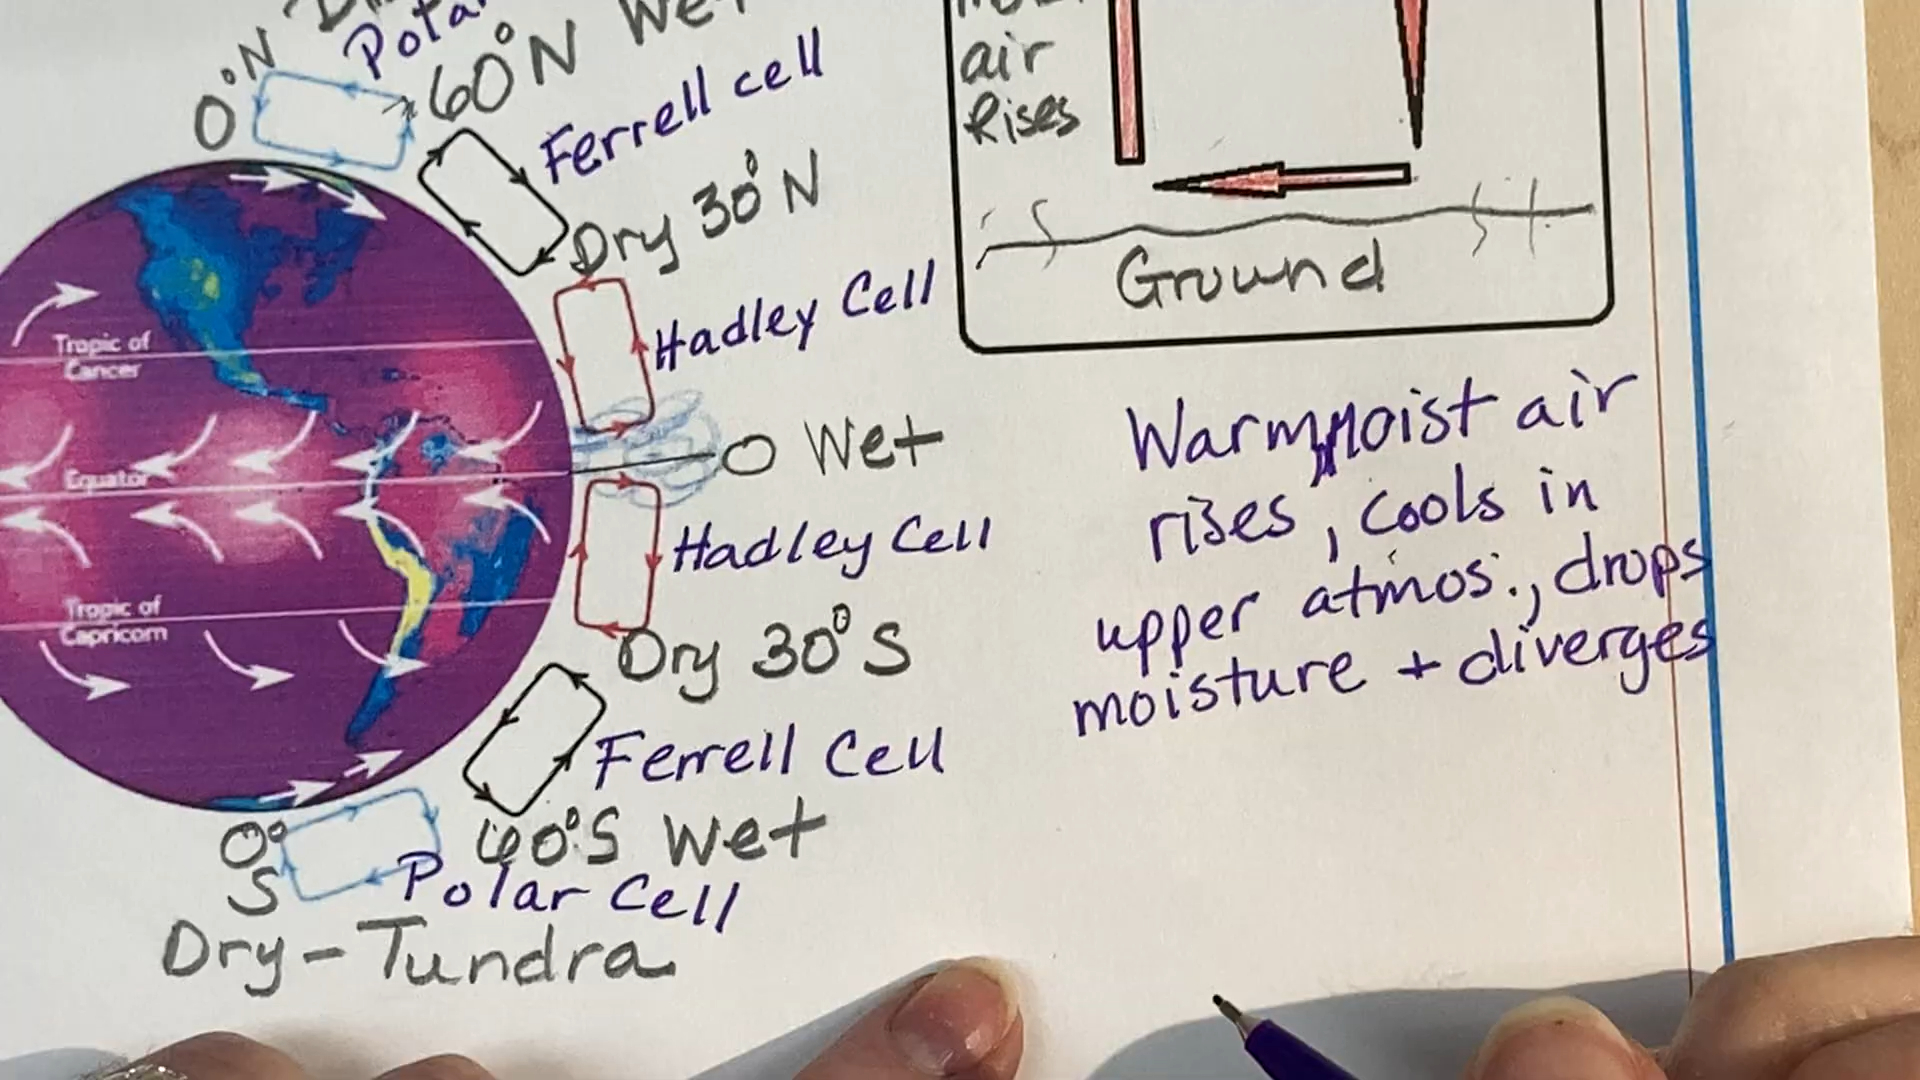 60°N Wet
0°N
Ferrell cell
Dry 30°N
Hadley Cell
Tropic of
Cancer
0 Wet
Equator
Hadley Cell
Tropic of
Capricorn
Dry 30°S
Ferrell Cell
60°S Wet
0°
S
Polar Cell
Dry-Tundra
air
Rises
Ground
Warm, Moist air
rises, cools in
upper atmos., drops
moisture + diverges